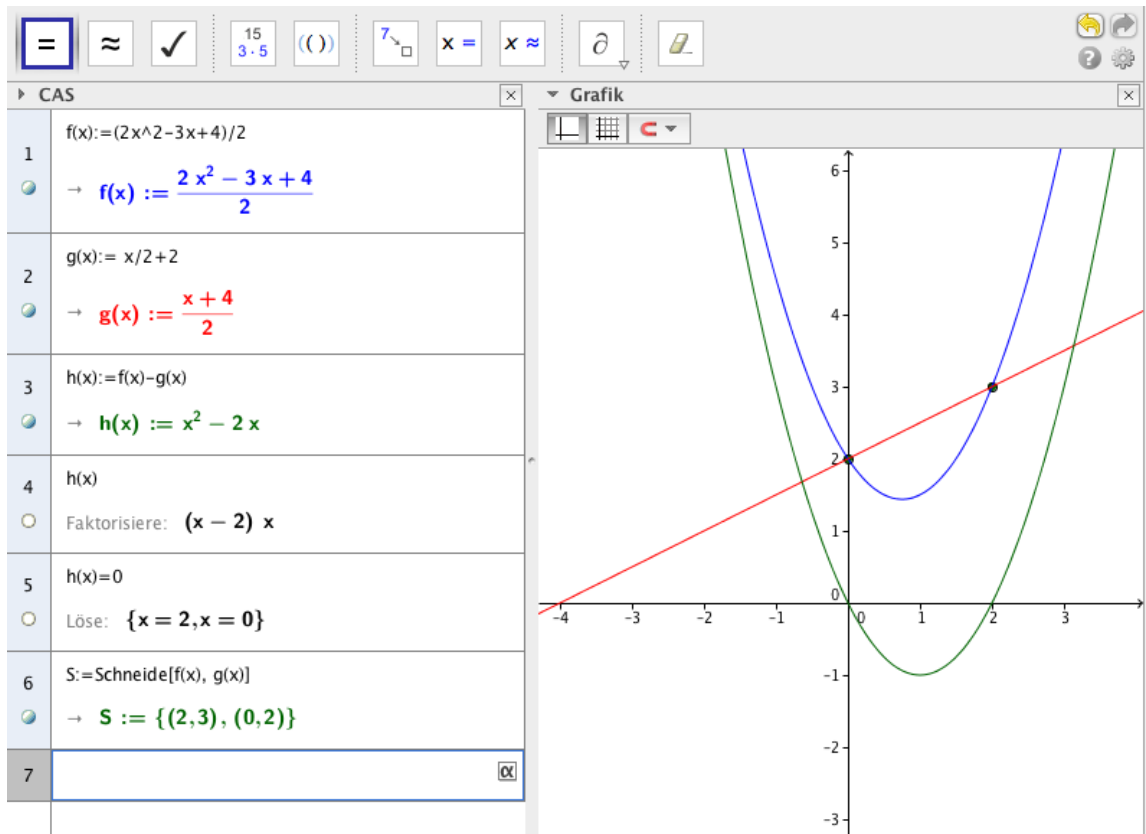 = ≈ ✓ 15 / 3 · 5 (()) 7 x = x ≈ ∂
?
CAS
1
f(x):=(2x^2–3x+4)/2
→ f(x) := (2 x² − 3 x + 4) / 2
2
g(x):= x/2+2
→ g(x) := (x + 4) / 2
3
h(x):=f(x)–g(x)
→ h(x) := x² − 2 x
4
h(x)
Faktorisiere: (x − 2) x
5
h(x)=0
Löse: {x = 2,x = 0}
6
S:=Schneide[f(x), g(x)]
→ S := {(2,3), (0,2)}
7
α
Grafik
6
5
4
3
2
1
0
–4 –3 –2 –1 0 1 2 3
–1
–2
–3